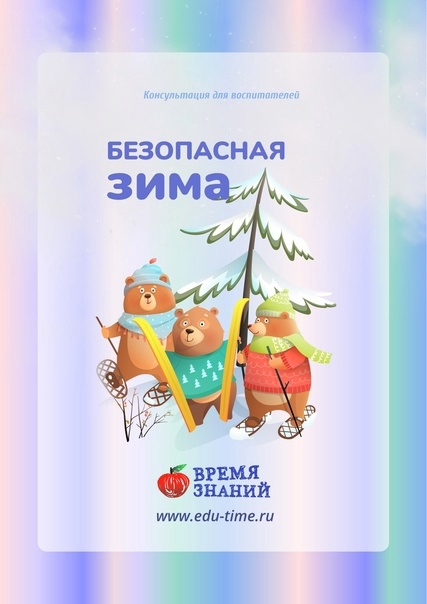 Консультация для воспитателей
БЕЗОПАСНАЯ
зима
ВРЕМЯ
ЗНАНИЙ
www.edu-time.ru